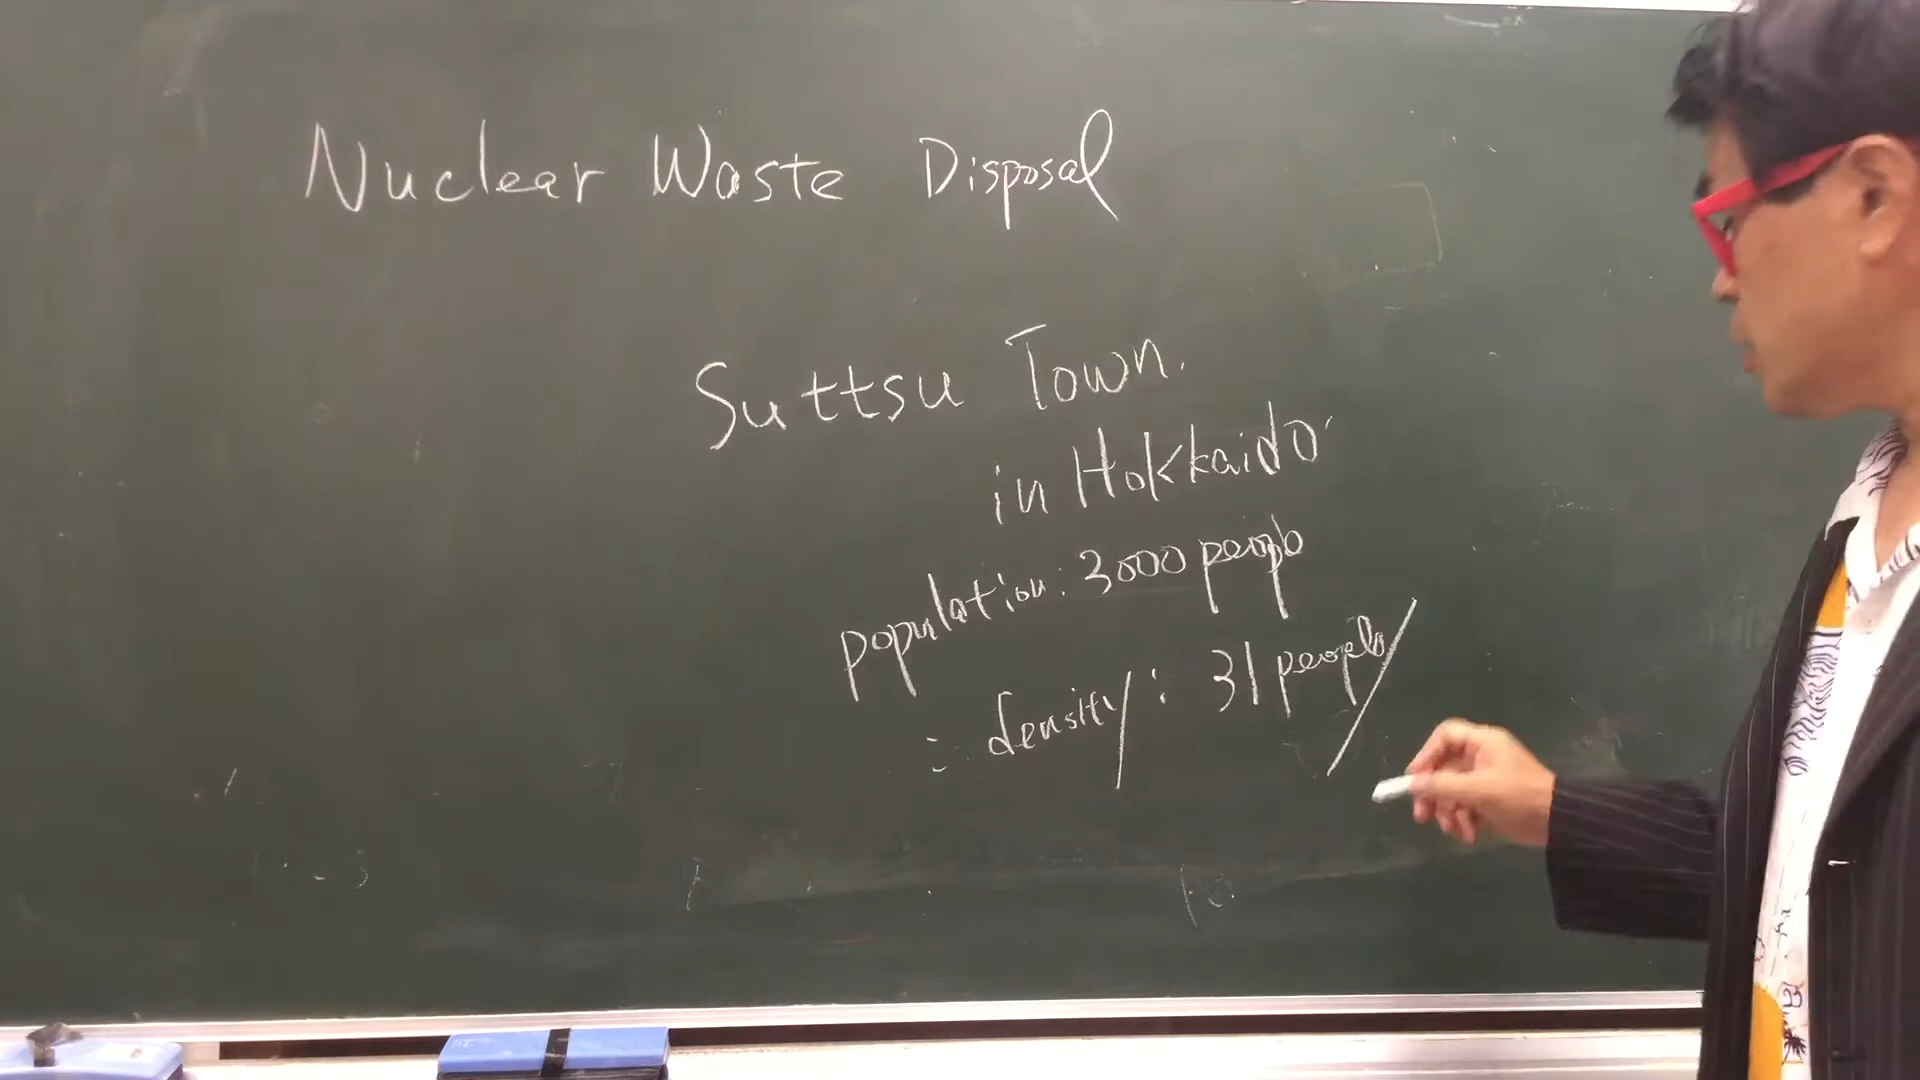 Nuclear Waste Disposal
Suttsu Town.
in Hokkaido
population: 3000 people
density: 31 people/